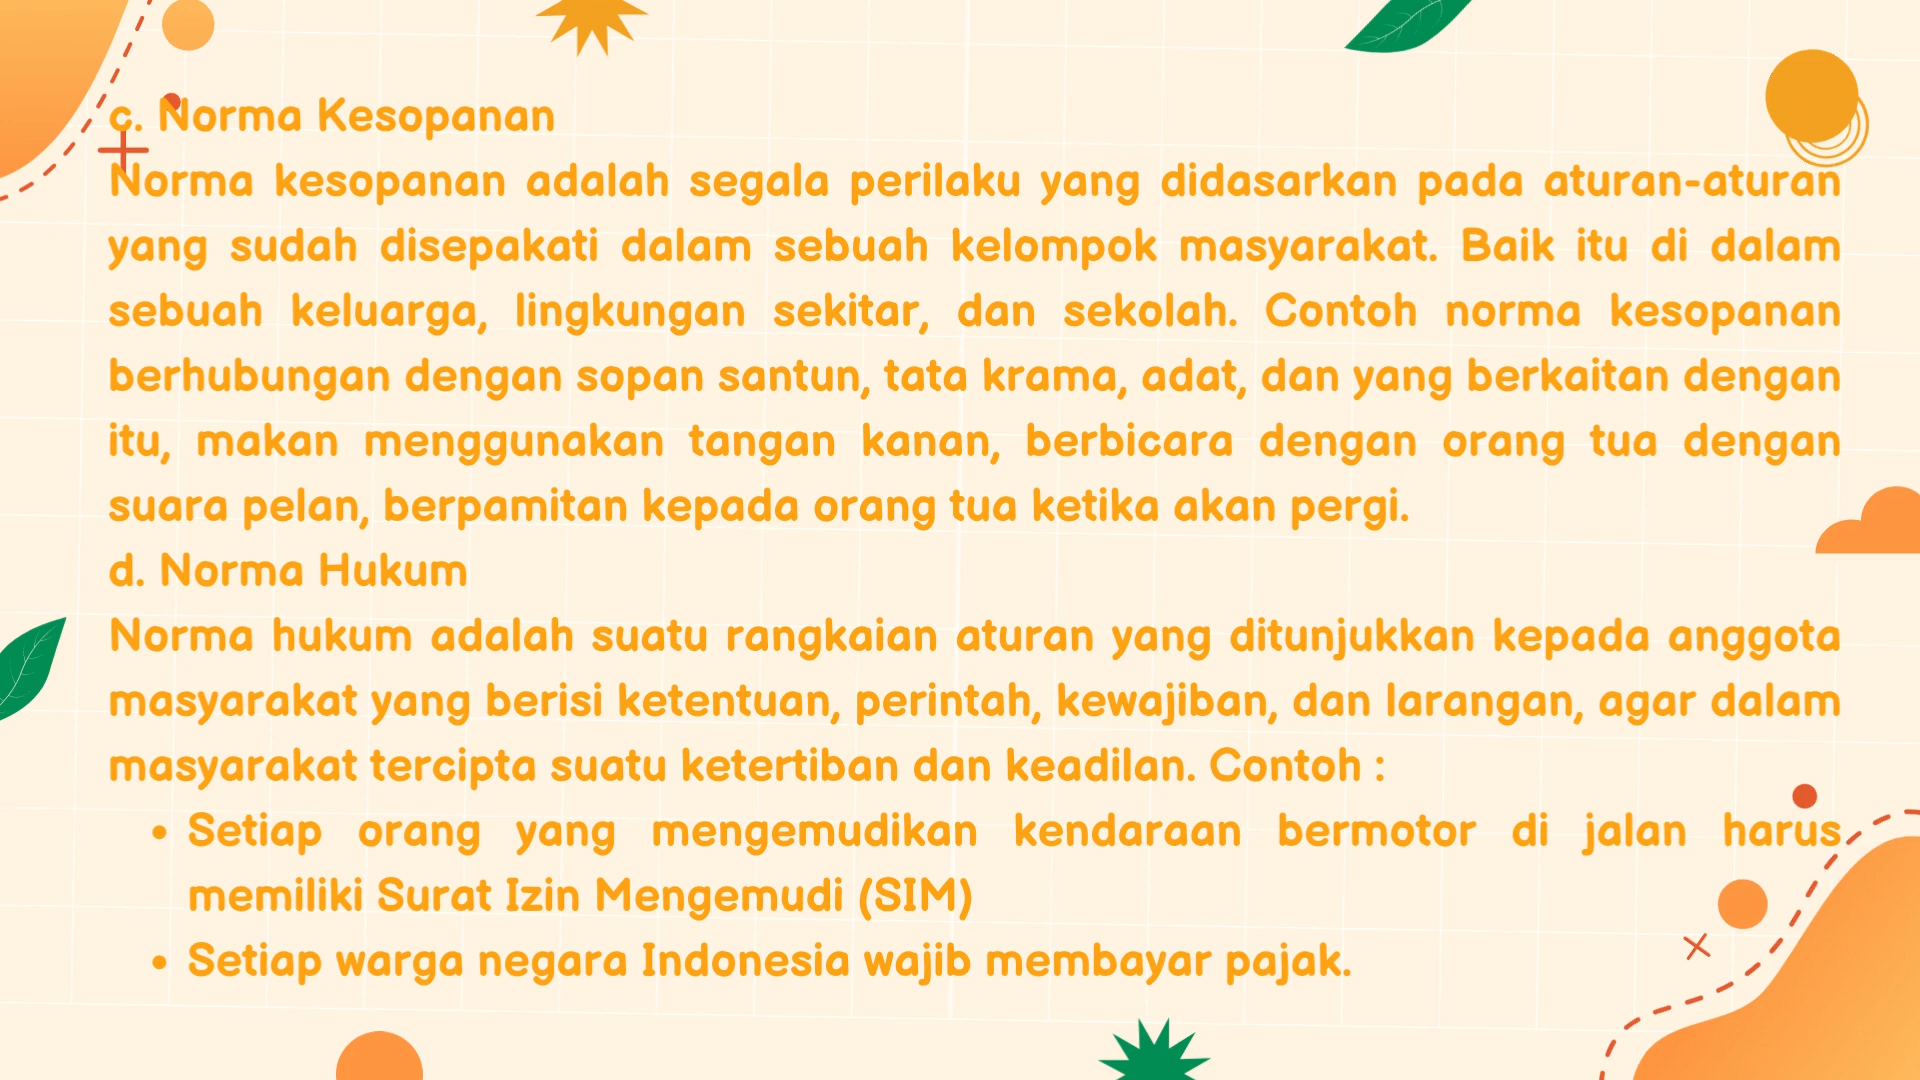 c. Norma Kesopanan
Norma kesopanan adalah segala perilaku yang didasarkan pada aturan-aturan
yang sudah disepakati dalam sebuah kelompok masyarakat. Baik itu di dalam
sebuah keluarga, lingkungan sekitar, dan sekolah. Contoh norma kesopanan
berhubungan dengan sopan santun, tata krama, adat, dan yang berkaitan dengan
itu, makan menggunakan tangan kanan, berbicara dengan orang tua dengan
suara pelan, berpamitan kepada orang tua ketika akan pergi.
d. Norma Hukum
Norma hukum adalah suatu rangkaian aturan yang ditunjukkan kepada anggota
masyarakat yang berisi ketentuan, perintah, kewajiban, dan larangan, agar dalam
masyarakat tercipta suatu ketertiban dan keadilan. Contoh :
• Setiap orang yang mengemudikan kendaraan bermotor di jalan harus
memiliki Surat Izin Mengemudi (SIM)
• Setiap warga negara Indonesia wajib membayar pajak.